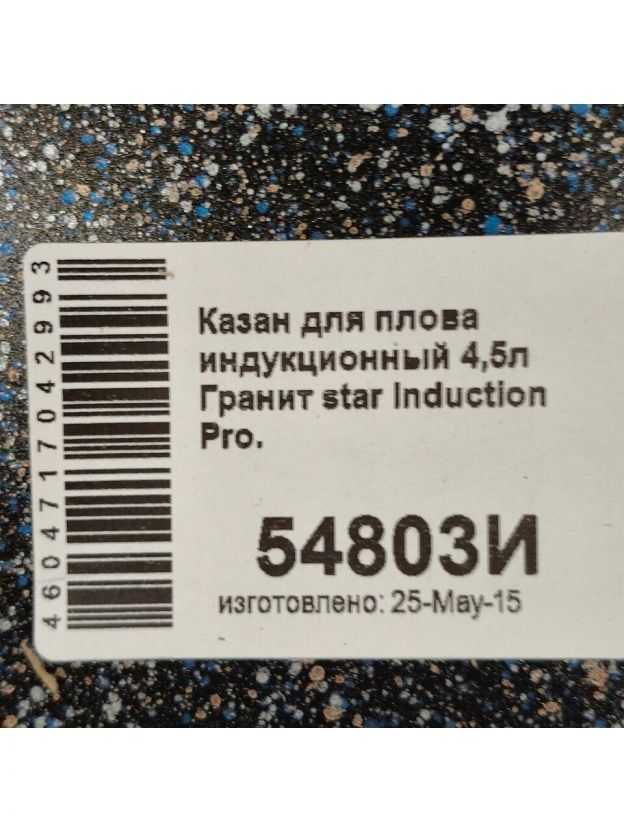 Казан для плова
индукционный 4,5л
Гранит star Induction
Pro.
54803И
изготовлено: 25-May-15
4604717042993